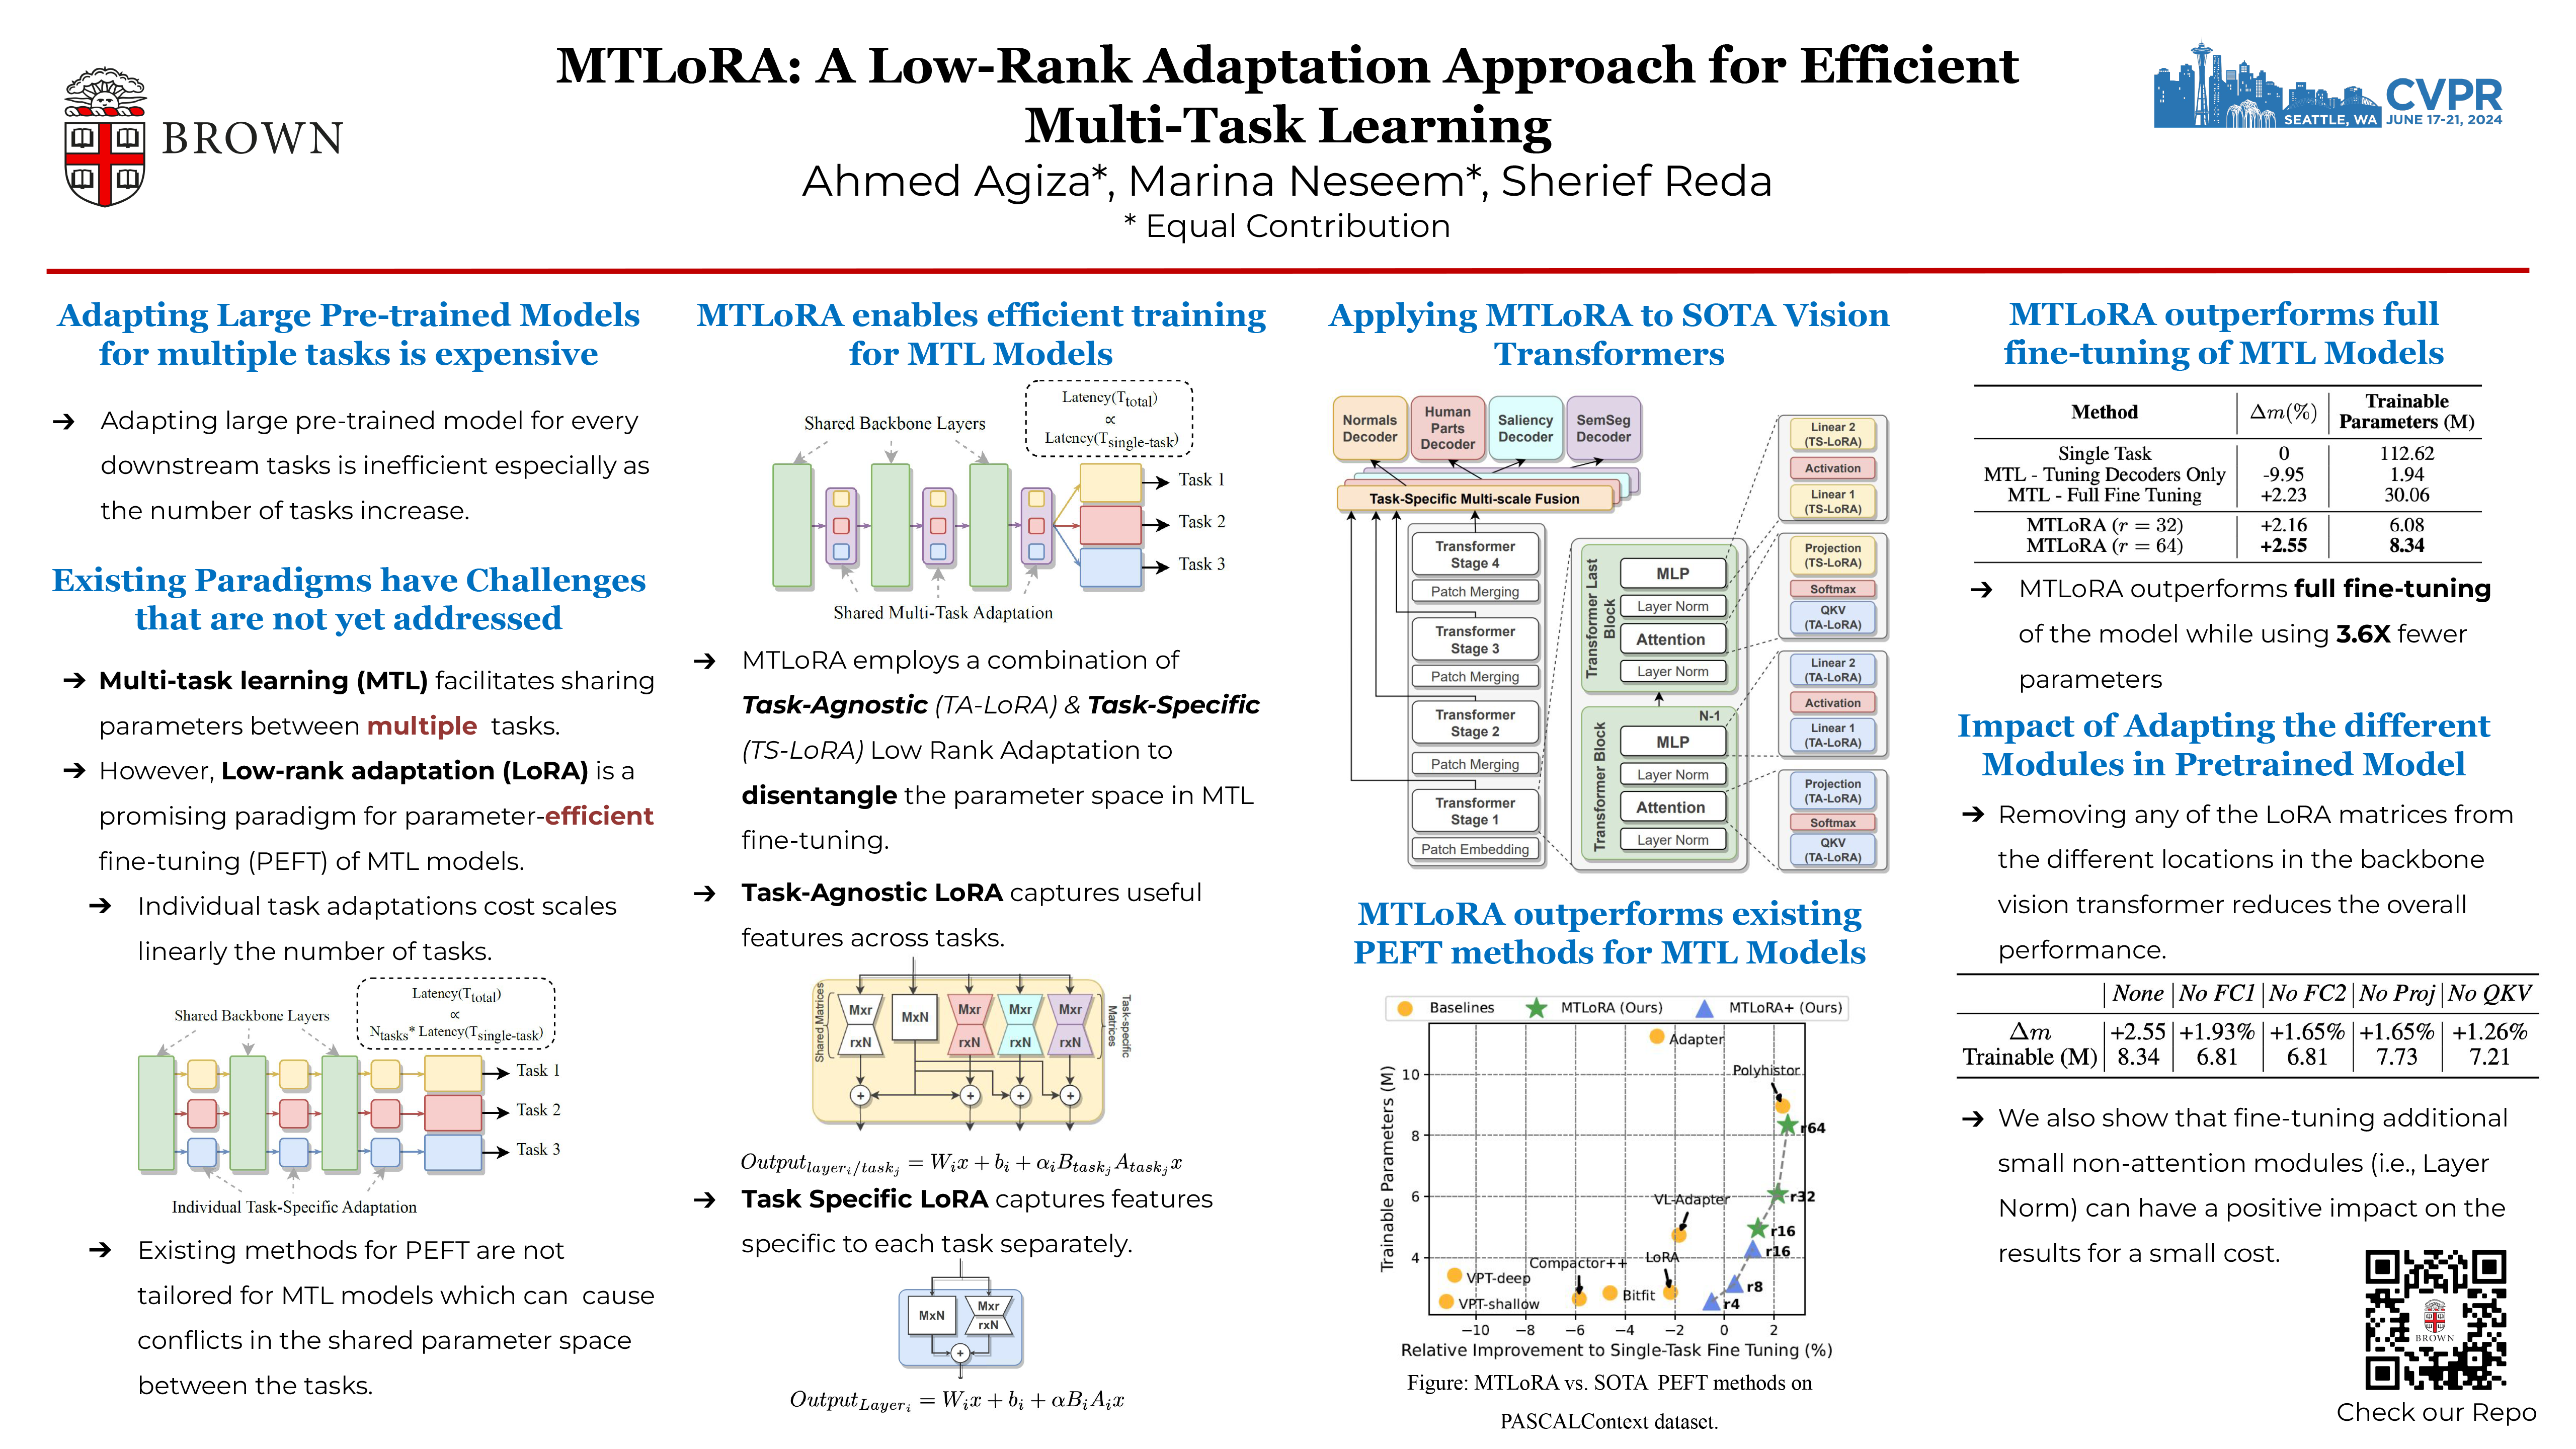 BROWN
MTLoRA: A Low-Rank Adaptation Approach for Efficient
Multi-Task Learning
Ahmed Agiza*, Marina Neseem*, Sherief Reda
* Equal Contribution
CVPR
SEATTLE, WA JUNE 17-21, 2024
Adapting Large Pre-trained Models
for multiple tasks is expensive
➔ Adapting large pre-trained model for every
downstream tasks is inefficient especially as
the number of tasks increase.
Existing Paradigms have Challenges
that are not yet addressed
➔ Multi-task learning (MTL) facilitates sharing
parameters between multiple tasks.
➔ However, Low-rank adaptation (LoRA) is a
promising paradigm for parameter-efficient
fine-tuning (PEFT) of MTL models.
➔ Individual task adaptations cost scales
linearly the number of tasks.
Latency(Ttotal)
∝
Ntasks* Latency(Tsingle-task)
Shared Backbone Layers
Task 1
Task 2
Task 3
Individual Task-Specific Adaptation
➔ Existing methods for PEFT are not
tailored for MTL models which can cause
conflicts in the shared parameter space
between the tasks.
MTLoRA enables efficient training
for MTL Models
Latency(Ttotal)
∝
Latency(Tsingle-task)
Shared Backbone Layers
Task 1
Task 2
Task 3
Shared Multi-Task Adaptation
➔ MTLoRA employs a combination of
Task-Agnostic (TA-LoRA) & Task-Specific
(TS-LoRA) Low Rank Adaptation to
disentangle the parameter space in MTL
fine-tuning.
➔ Task-Agnostic LoRA captures useful
features across tasks.
Shared Matrices
Mxr
rxN
MxN
Mxr
rxN
Mxr
rxN
Mxr
rxN
Task-specific
Matrices
+ + + +
Output_{layer_i/task_j} = W_i x + b_i + α_i B_{task_j} A_{task_j} x
➔ Task Specific LoRA captures features
specific to each task separately.
MxN
Mxr
rxN
+
Output_{Layer_i} = W_i x + b_i + αB_i A_i x
Applying MTLoRA to SOTA Vision
Transformers
Normals
Decoder
Human
Parts
Decoder
Saliency
Decoder
SemSeg
Decoder
Task-Specific Multi-scale Fusion
Transformer
Stage 4
Patch Merging
Transformer
Stage 3
Patch Merging
Transformer
Stage 2
Patch Merging
Transformer
Stage 1
Patch Embedding
Transformer Last
Block
MLP
Layer Norm
Attention
Layer Norm
Transformer Block
N-1
MLP
Layer Norm
Attention
Layer Norm
Linear 2
(TS-LoRA)
Activation
Linear 1
(TS-LoRA)
Projection
(TS-LoRA)
Softmax
QKV
(TA-LoRA)
Linear 2
(TA-LoRA)
Activation
Linear 1
(TA-LoRA)
Projection
(TA-LoRA)
Softmax
QKV
(TA-LoRA)
MTLoRA outperforms existing
PEFT methods for MTL Models
Baselines MTLoRA (Ours) MTLoRA+ (Ours)
Trainable Parameters (M)
10
8
6
4
Adapter
Polyhistor
r64
r32
VL-Adapter
r16
r16
LoRA
Compactor++
VPT-deep
r8
Bitfit
VPT-shallow
r4
−10 −8 −6 −4 −2 0 2
Relative Improvement to Single-Task Fine Tuning (%)
Figure: MTLoRA vs. SOTA PEFT methods on
PASCALContext dataset.
MTLoRA outperforms full
fine-tuning of MTL Models
Method Δm(%) Trainable
Parameters (M)
Single Task 0 112.62
MTL - Tuning Decoders Only -9.95 1.94
MTL - Full Fine Tuning +2.23 30.06
MTLoRA (r = 32) +2.16 6.08
MTLoRA (r = 64) +2.55 8.34
➔ MTLoRA outperforms full fine-tuning
of the model while using 3.6X fewer
parameters
Impact of Adapting the different
Modules in Pretrained Model
➔ Removing any of the LoRA matrices from
the different locations in the backbone
vision transformer reduces the overall
performance.
None No FC1 No FC2 No Proj No QKV
Δm +2.55 +1.93% +1.65% +1.65% +1.26%
Trainable (M) 8.34 6.81 6.81 7.73 7.21
➔ We also show that fine-tuning additional
small non-attention modules (i.e., Layer
Norm) can have a positive impact on the
results for a small cost.
BROWN
Check our Repo